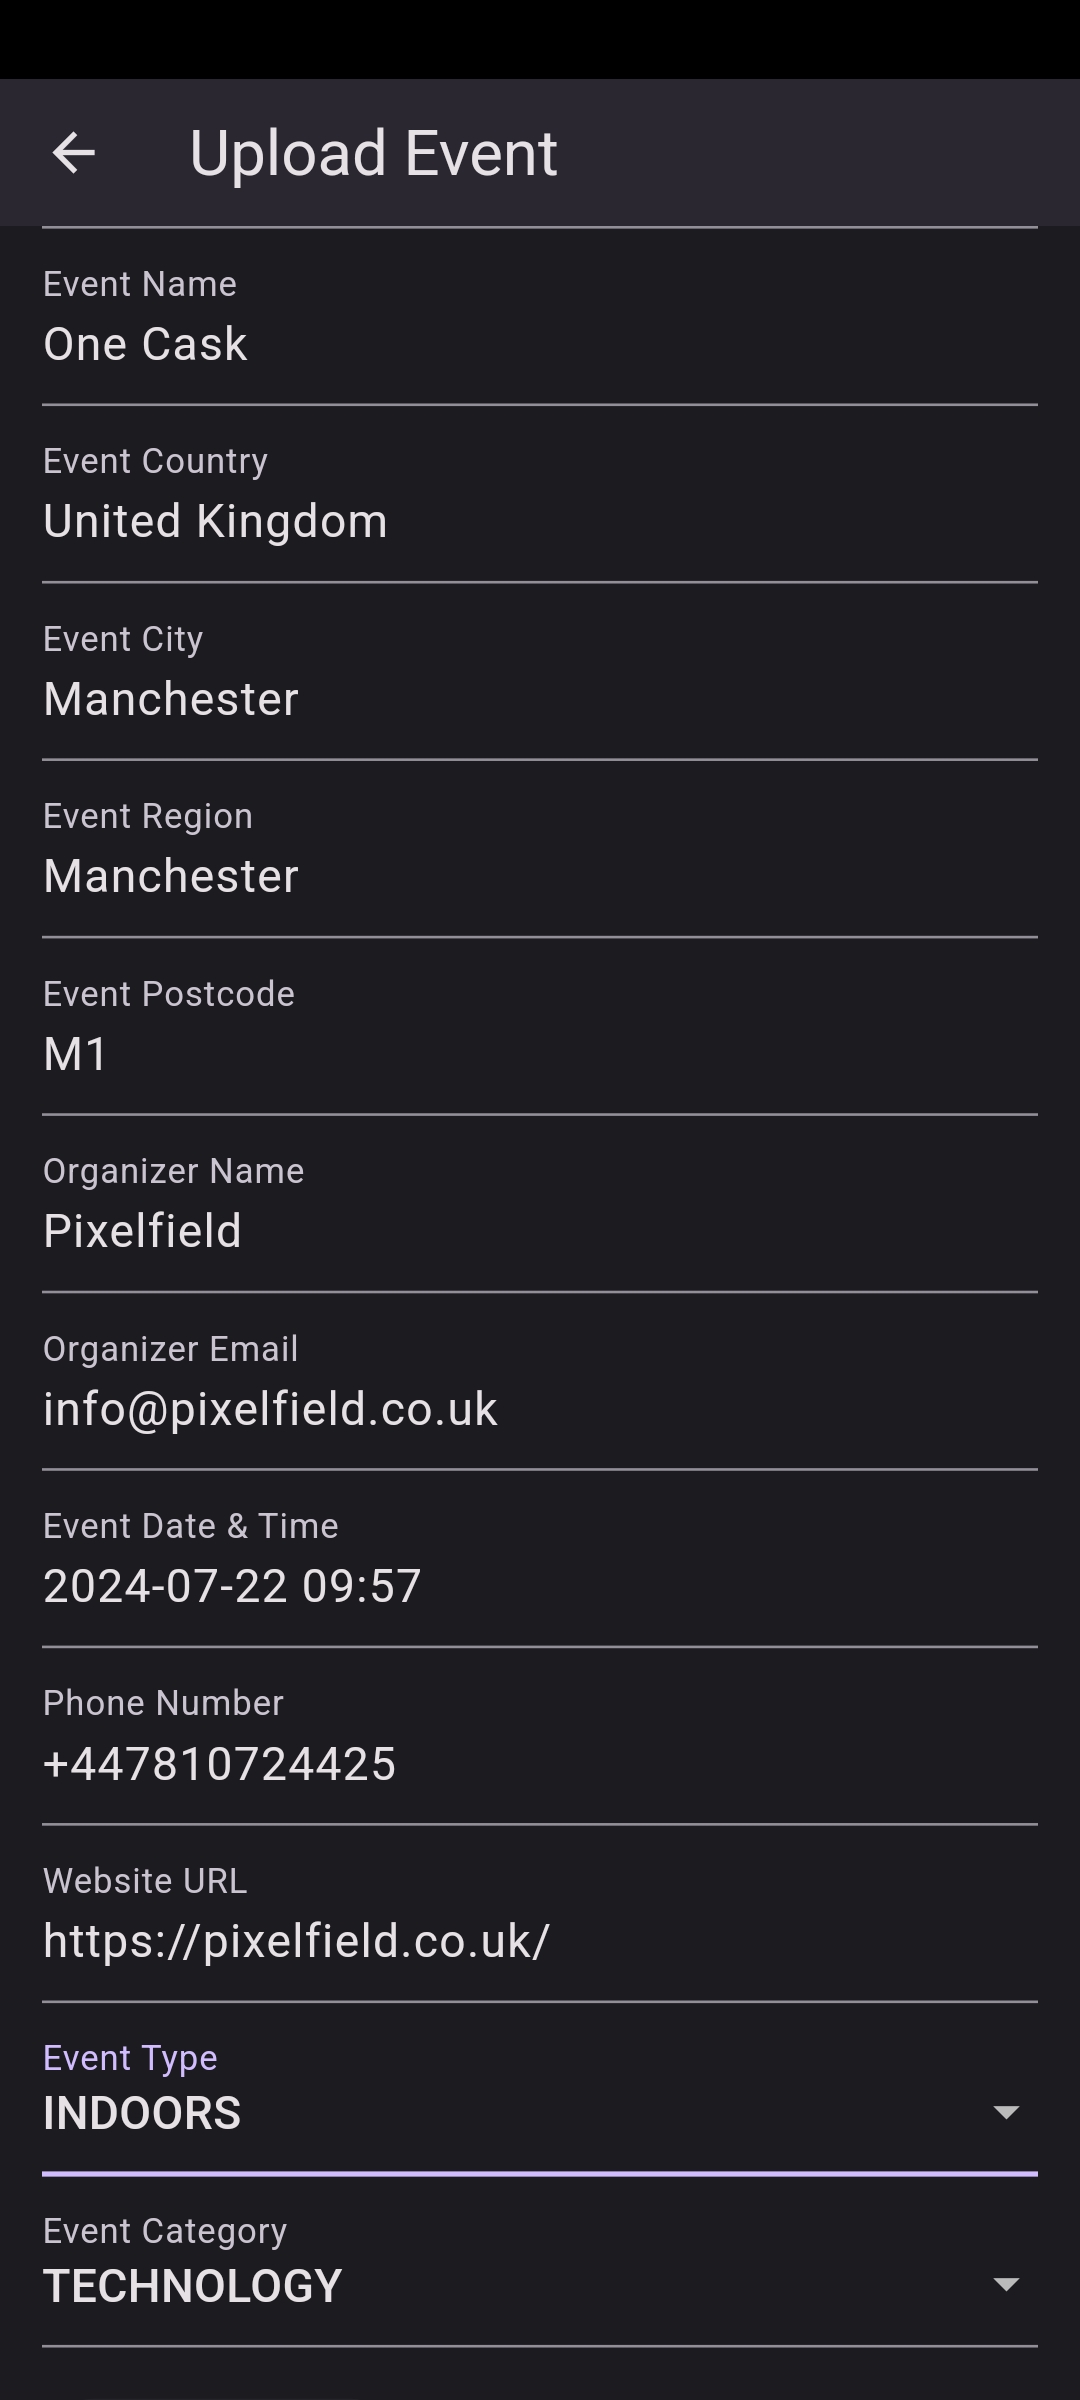 Upload Event
Event Name
One Cask
Event Country
United Kingdom
Event City
Manchester
Event Region
Manchester
Event Postcode
M1
Organizer Name
Pixelfield
Organizer Email
info@pixelfield.co.uk
Event Date & Time
2024-07-22 09:57
Phone Number
+447810724425
Website URL
https://pixelfield.co.uk/
Event Type
INDOORS
Event Category
TECHNOLOGY